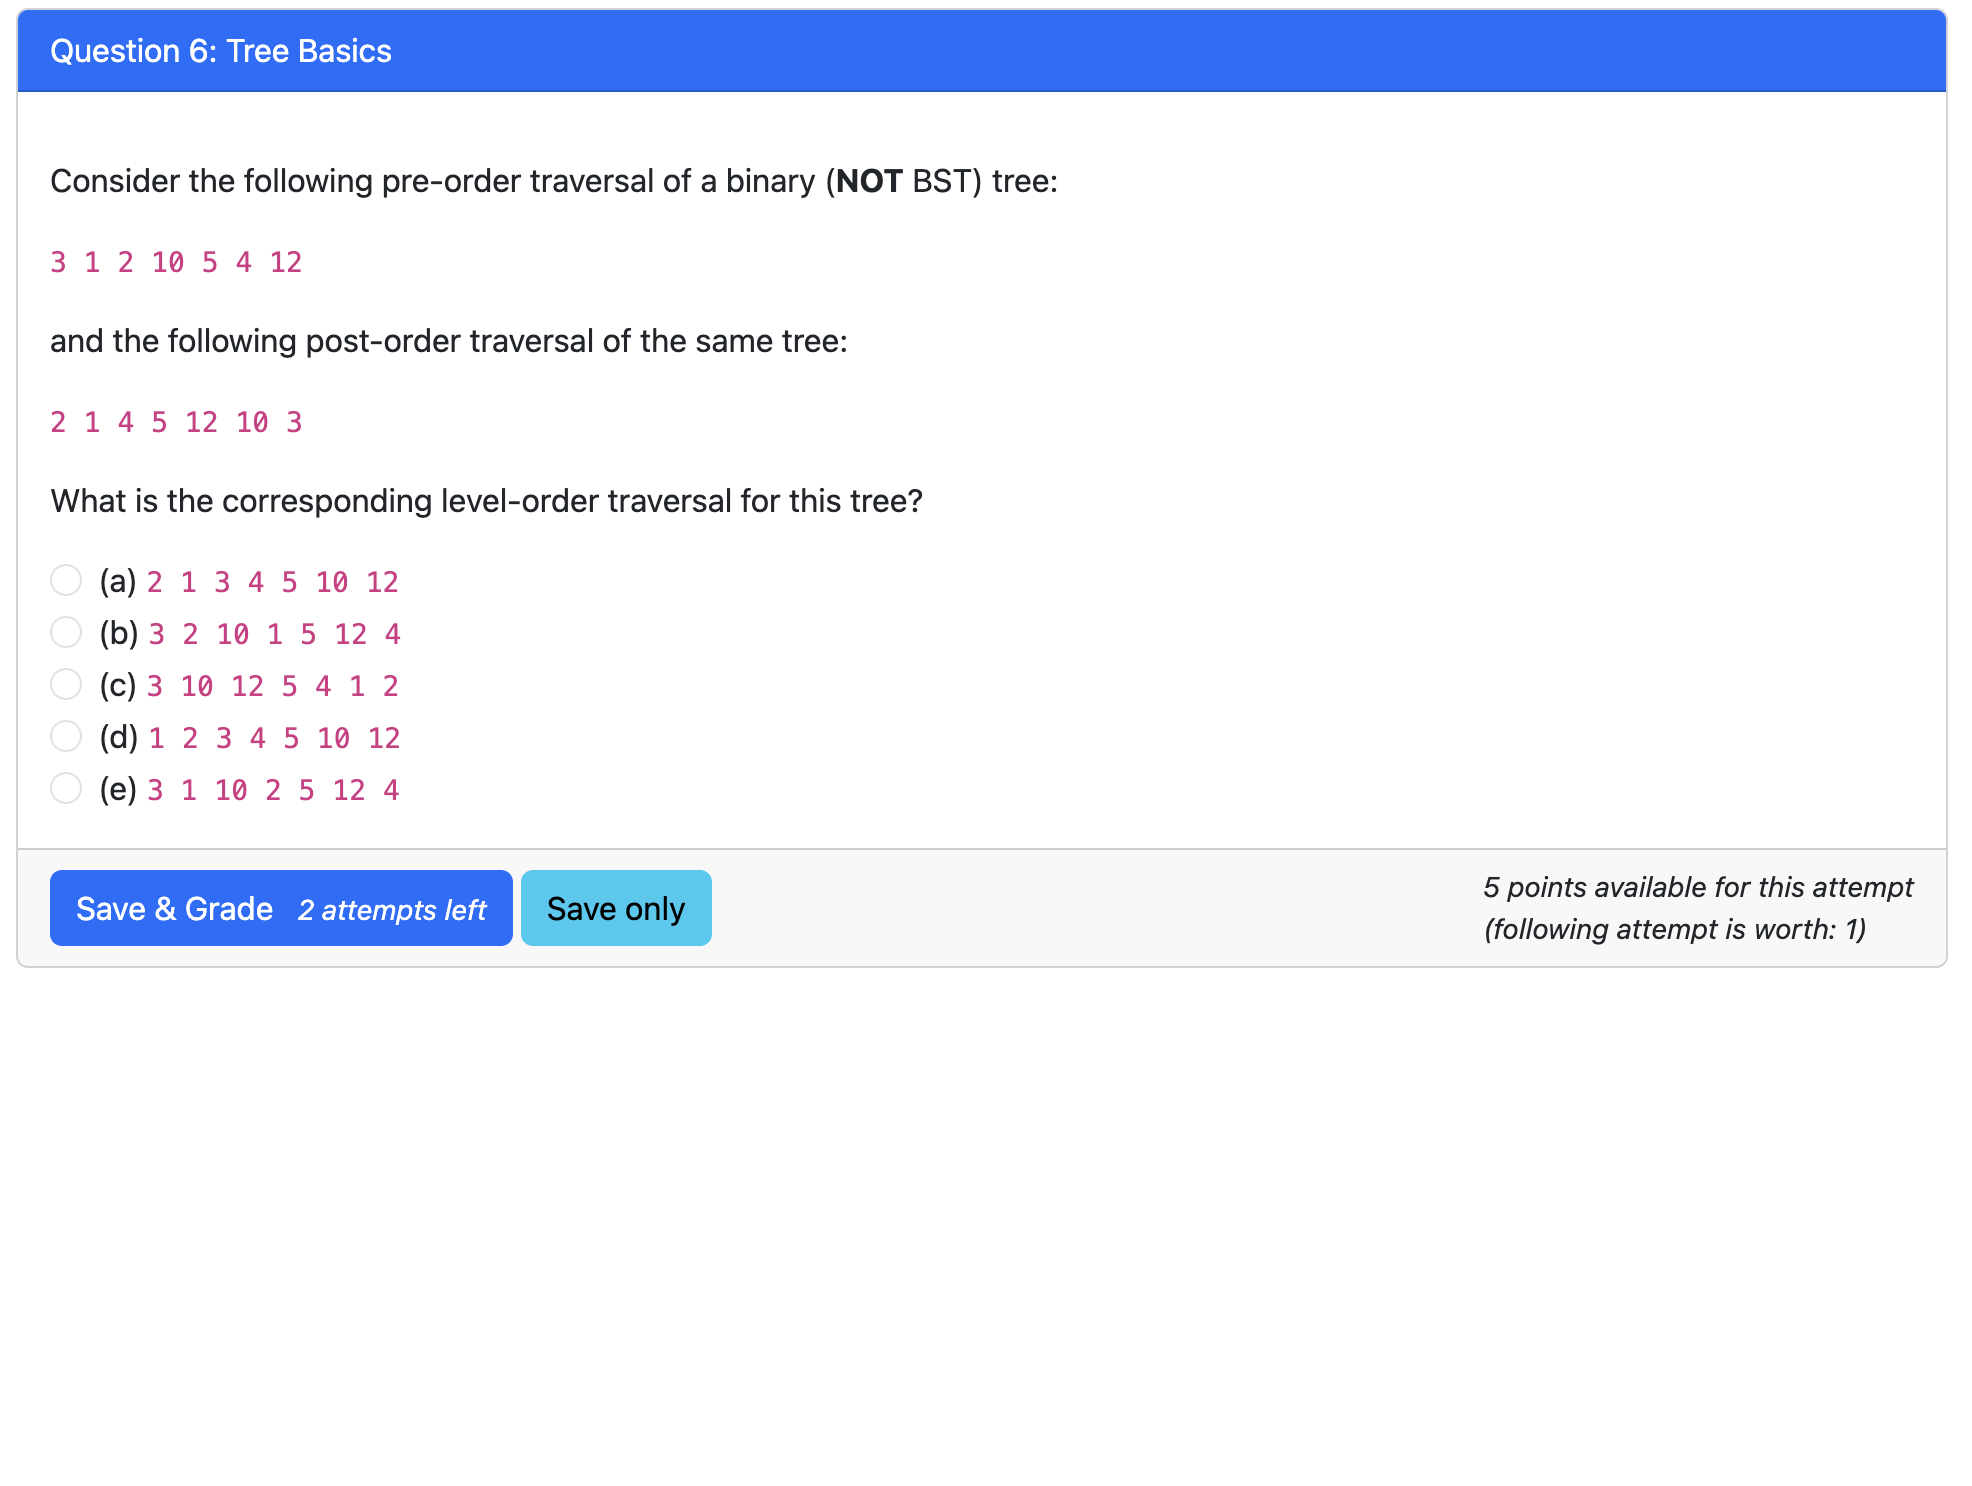 Question 6: Tree Basics
Consider the following pre-order traversal of a binary (NOT BST) tree:
3 1 2 10 5 4 12
and the following post-order traversal of the same tree:
2 1 4 5 12 10 3
What is the corresponding level-order traversal for this tree?
(a) 2 1 3 4 5 10 12
(b) 3 2 10 1 5 12 4
(c) 3 10 12 5 4 1 2
(d) 1 2 3 4 5 10 12
(e) 3 1 10 2 5 12 4
Save & Grade 2 attempts left Save only
5 points available for this attempt
(following attempt is worth: 1)